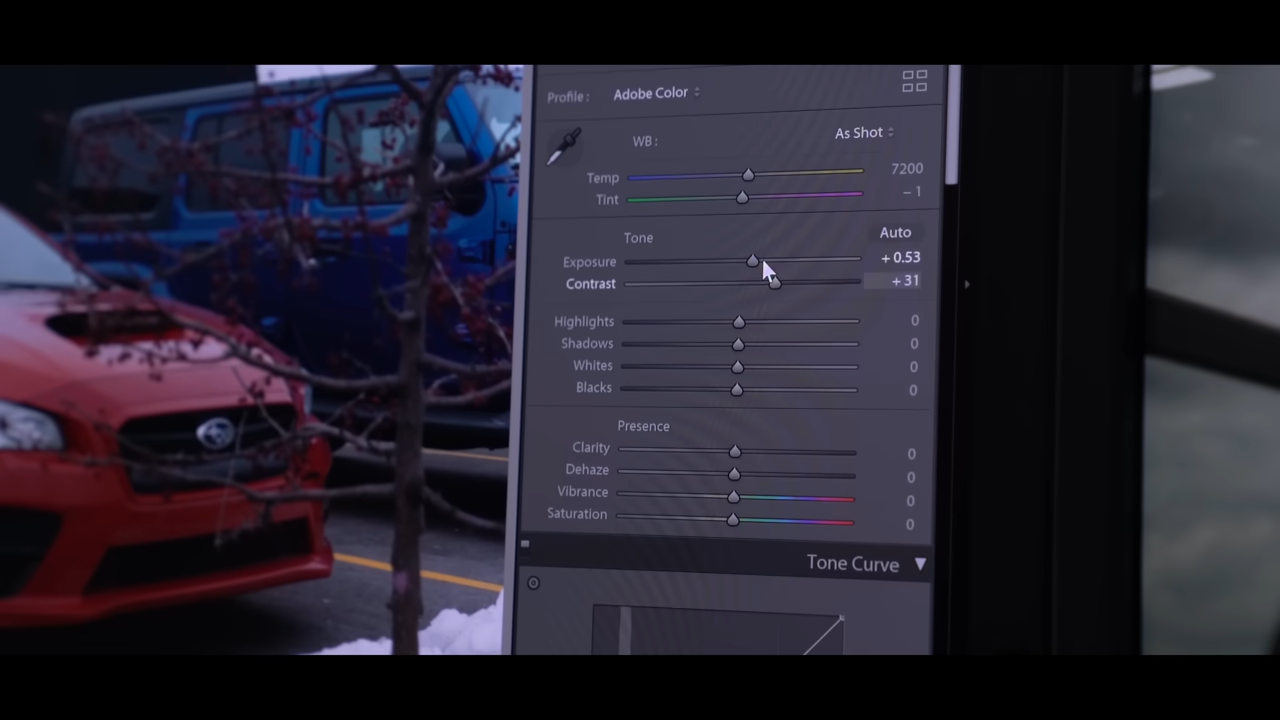 Profile : Adobe Color
WB : As Shot
Temp 7200
Tint – 1
Tone Auto
Exposure + 0.53
Contrast + 31
Highlights 0
Shadows 0
Whites 0
Blacks 0
Presence
Clarity 0
Dehaze 0
Vibrance 0
Saturation 0
Tone Curve